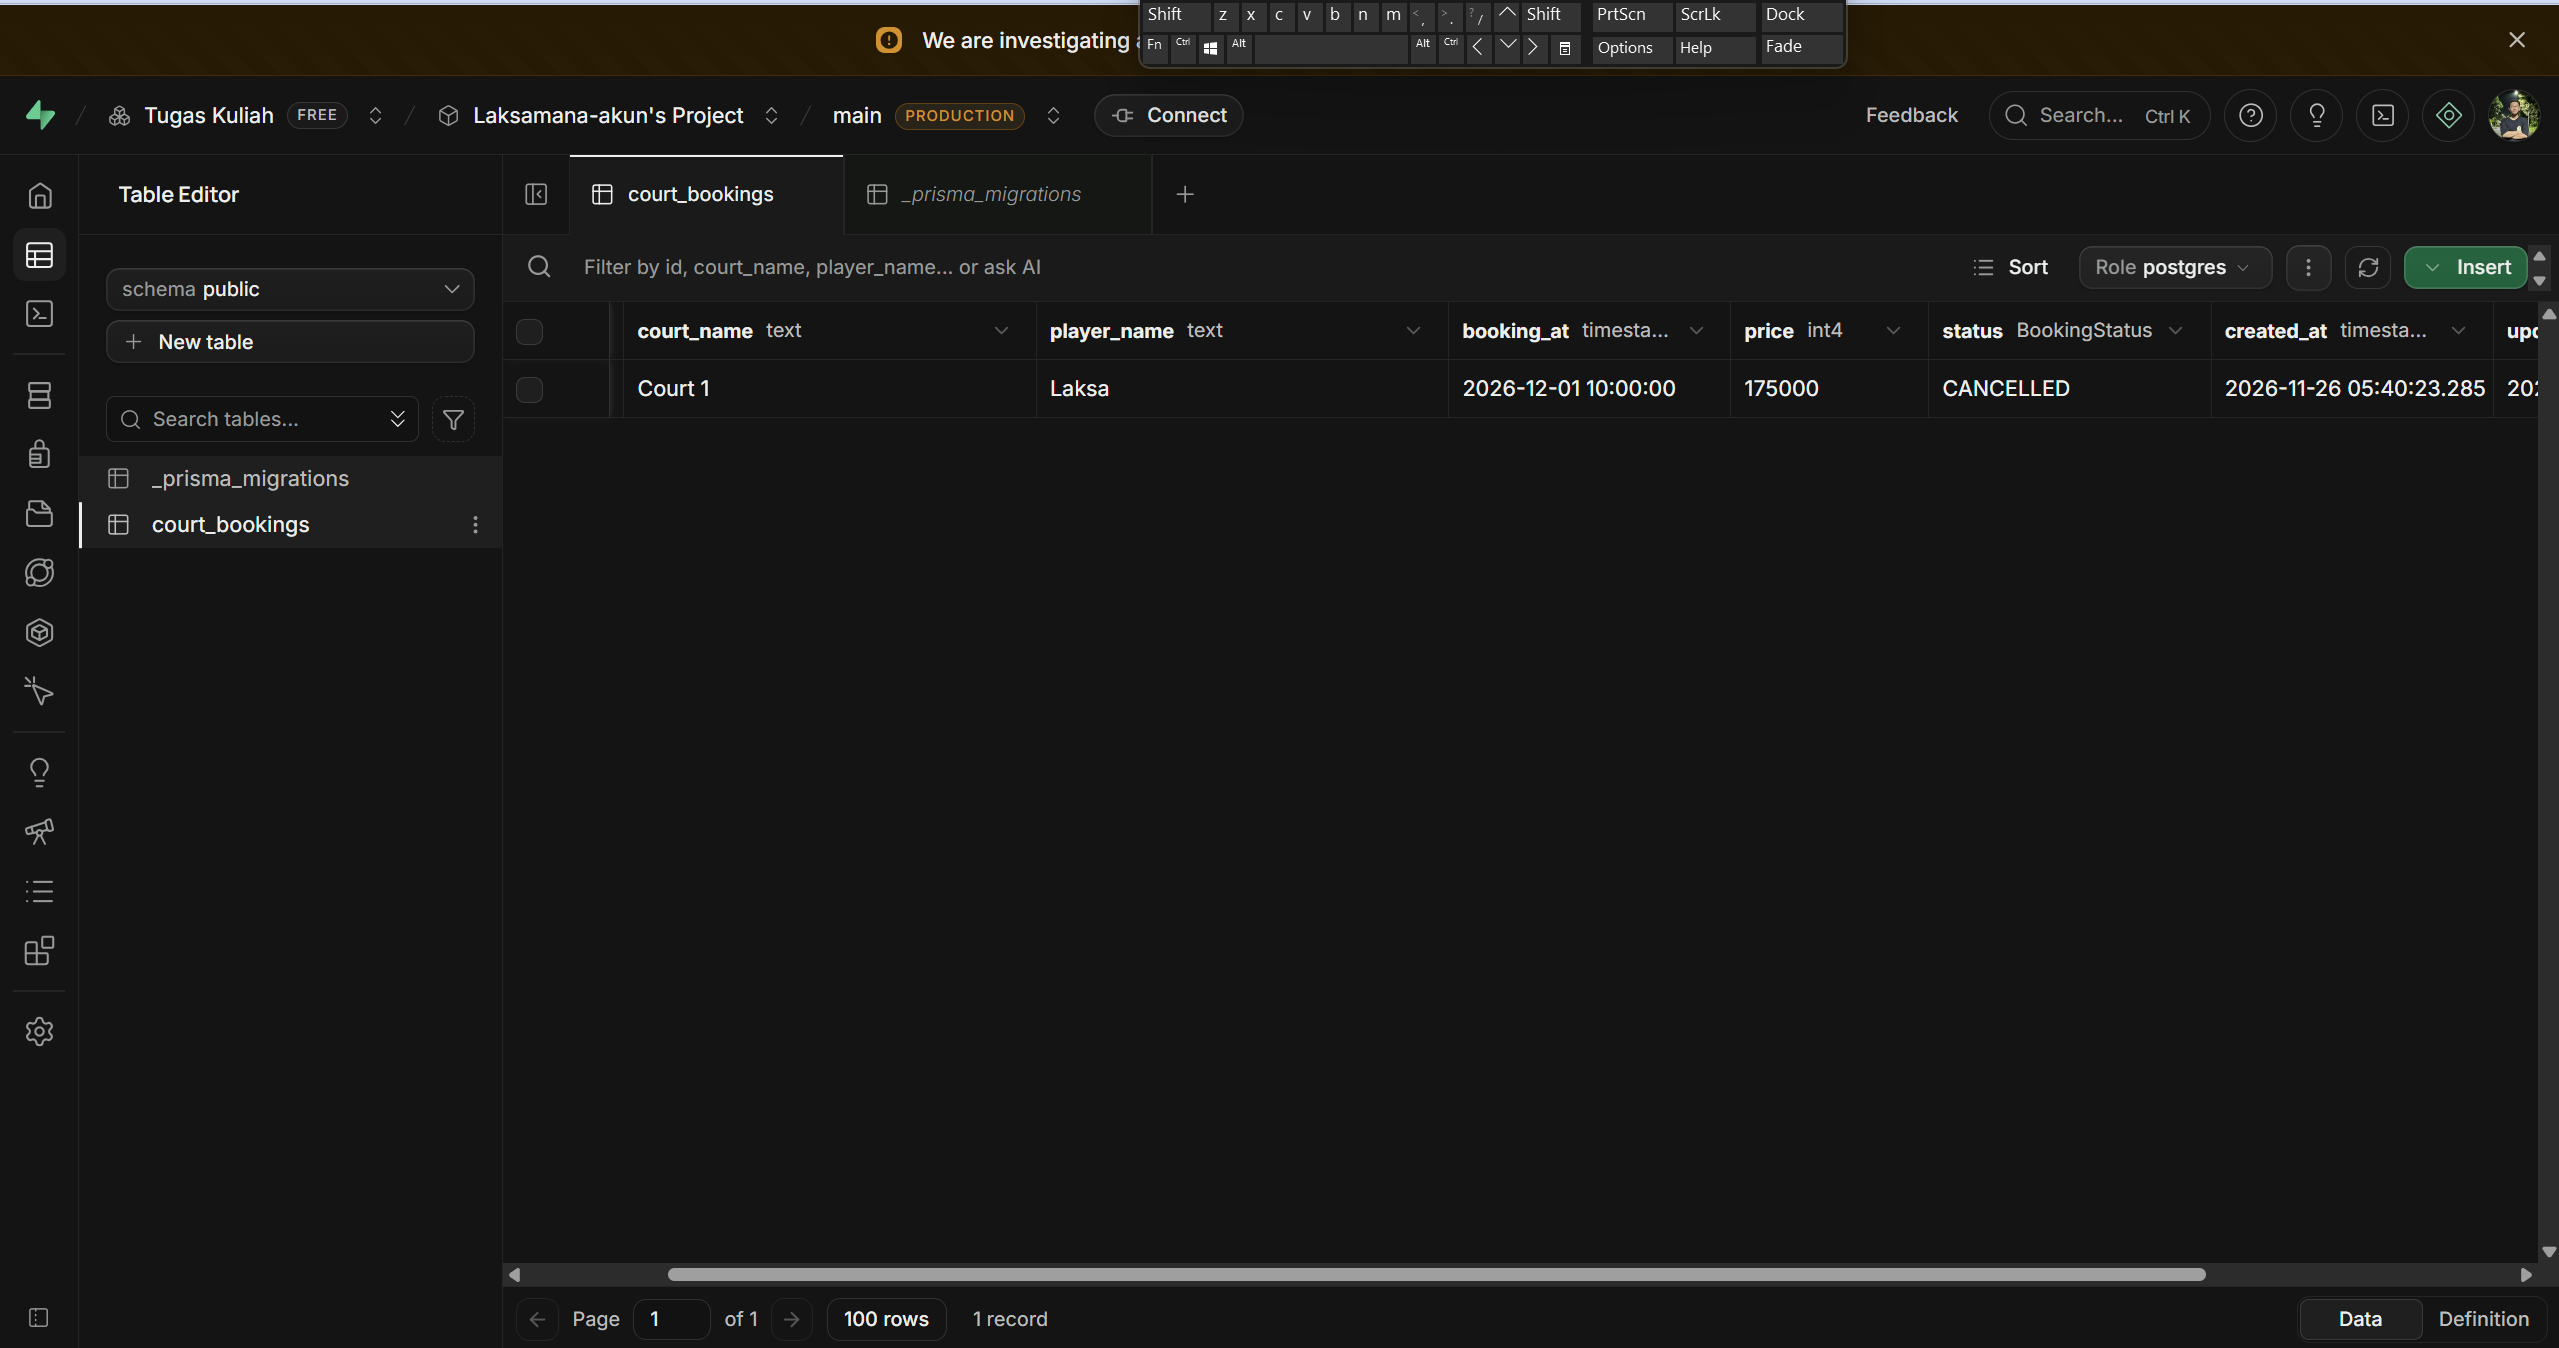 Shift z x c v b n m < , > . ? / Shift PrtScn ScrLk Dock
We are investigating
Fn Ctrl Alt Alt Ctrl Options Help Fade
Tugas Kuliah FREE / Laksamana-akun's Project / main PRODUCTION Connect Feedback Search... Ctrl K
Table Editor court_bookings _prisma_migrations
schema public
Filter by id, court_name, player_name... or ask AI Sort Role postgres Insert
New table
court_name text player_name text booking_at timesta... price int4 status BookingStatus created_at timesta...
Court 1 Laksa 2026-12-01 10:00:00 175000 CANCELLED 2026-11-26 05:40:23.285
Search tables...
_prisma_migrations
court_bookings
Page 1 of 1 100 rows 1 record Data Definition